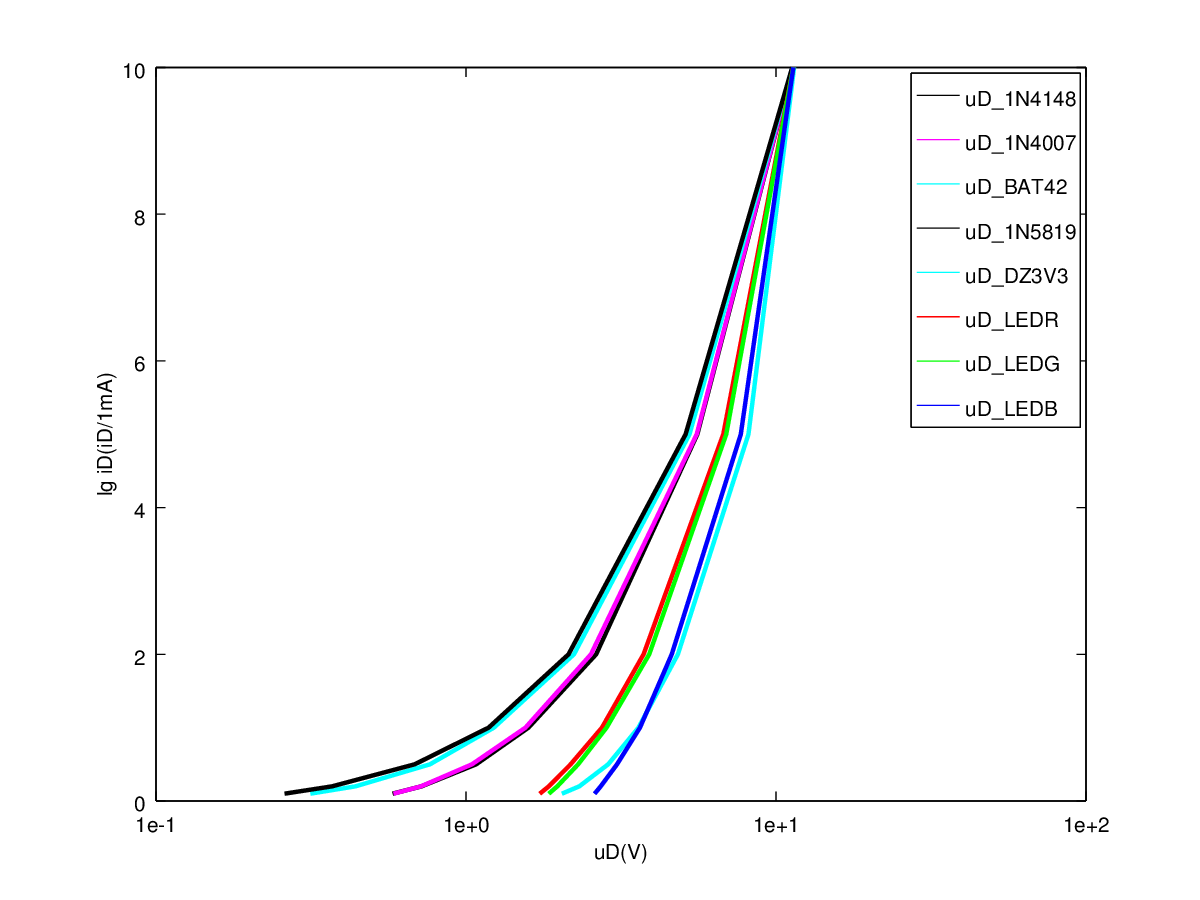 10
8
6
4
2
0
lg iD(iD/1mA)
1e-1
1e+0
1e+1
1e+2
uD(V)
uD_1N4148
uD_1N4007
uD_BAT42
uD_1N5819
uD_DZ3V3
uD_LEDR
uD_LEDG
uD_LEDB